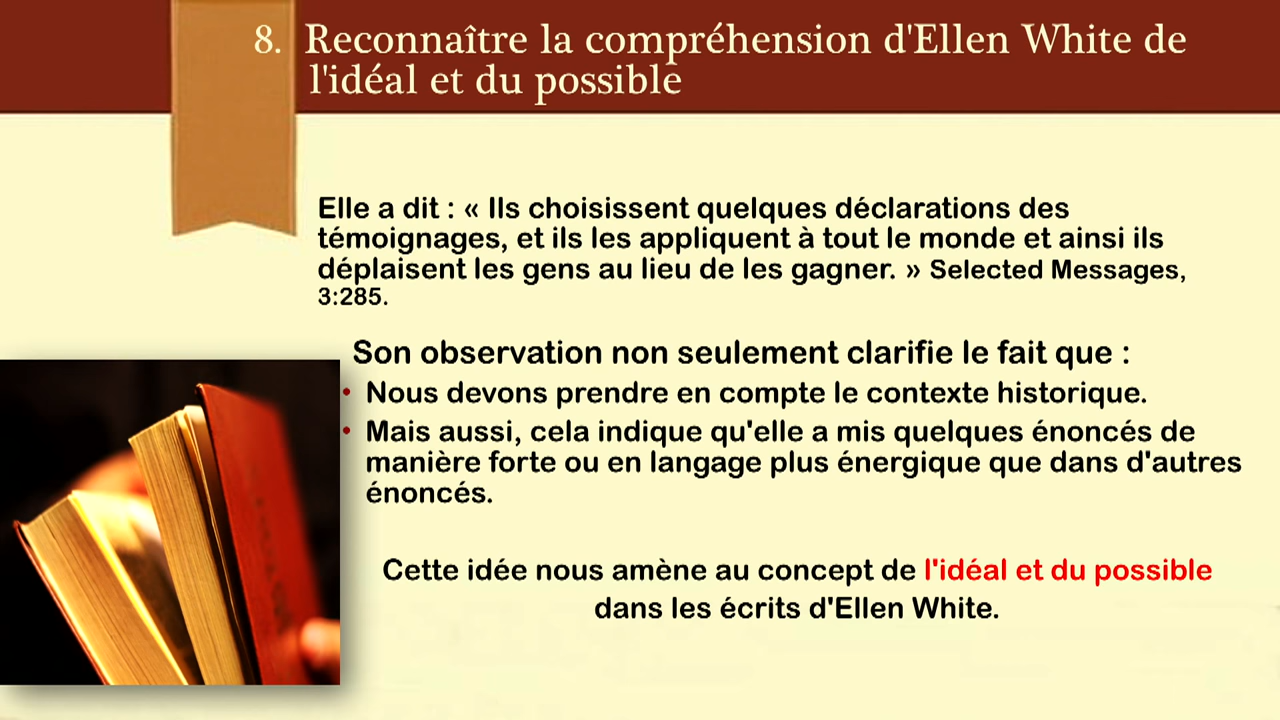 8. Reconnaître la compréhension d'Ellen White de
l'idéal et du possible
Elle a dit : « Ils choisissent quelques déclarations des
témoignages, et ils les appliquent à tout le monde et ainsi ils
déplaisent les gens au lieu de les gagner. » Selected Messages,
3:285.
Son observation non seulement clarifie le fait que :
• Nous devons prendre en compte le contexte historique.
• Mais aussi, cela indique qu'elle a mis quelques énoncés de
manière forte ou en langage plus énergique que dans d'autres
énoncés.
Cette idée nous amène au concept de l'idéal et du possible
dans les écrits d'Ellen White.